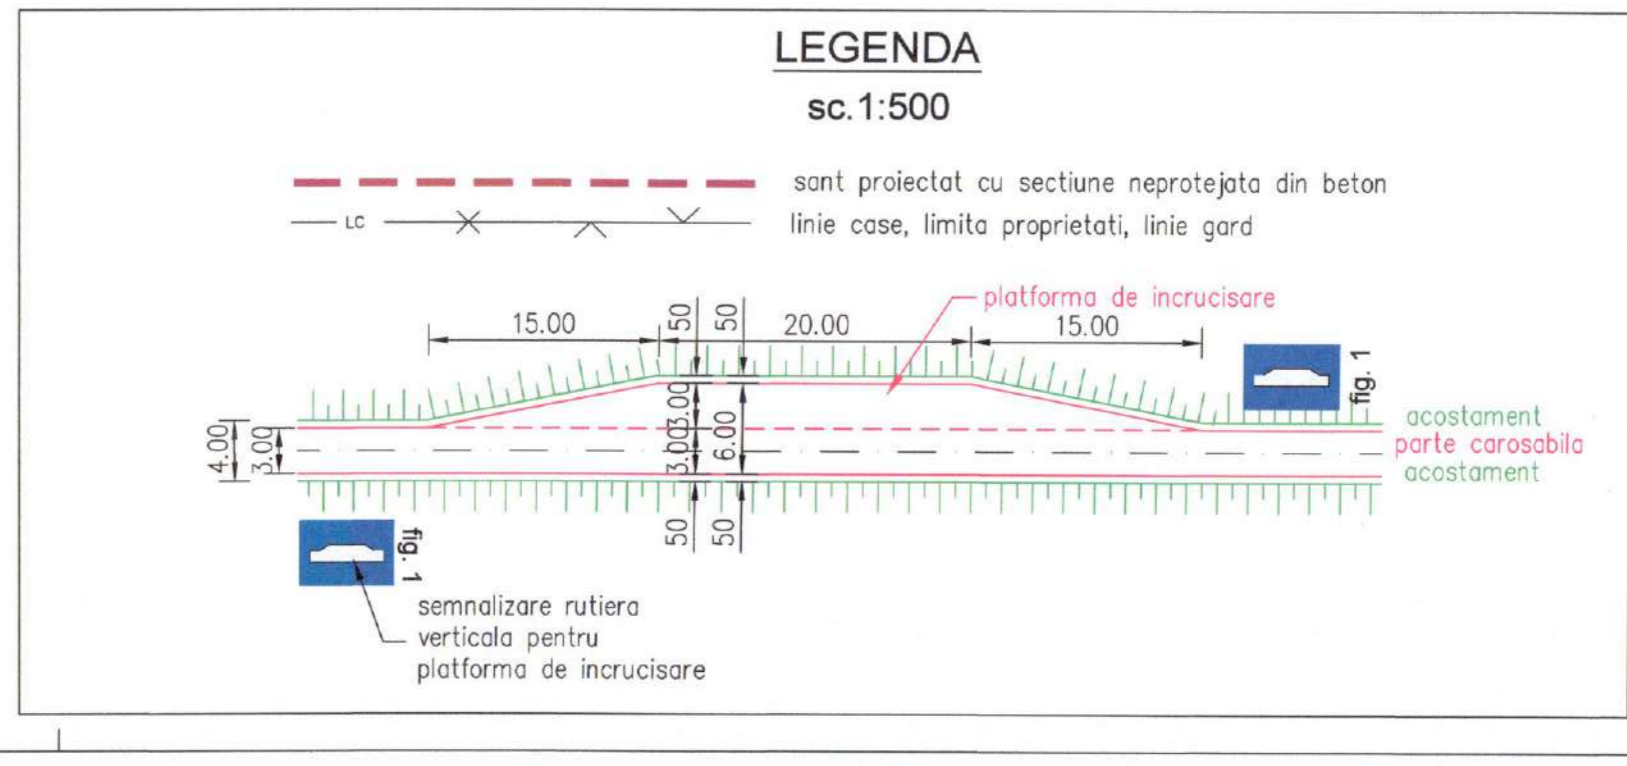 LEGENDA
sc.1:500
sant proiectat cu sectiune neprotejata din beton
LC
linie case, limita proprietati, linie gard
platforma de incrucisare
15.00
50
50
20.00
15.00
fig. 1
4.00
3.00
3.00
3.00
6.00
acostament
parte carosabila
acostament
50
50
fig. 1
semnalizare rutiera
verticala pentru
platforma de incrucisare